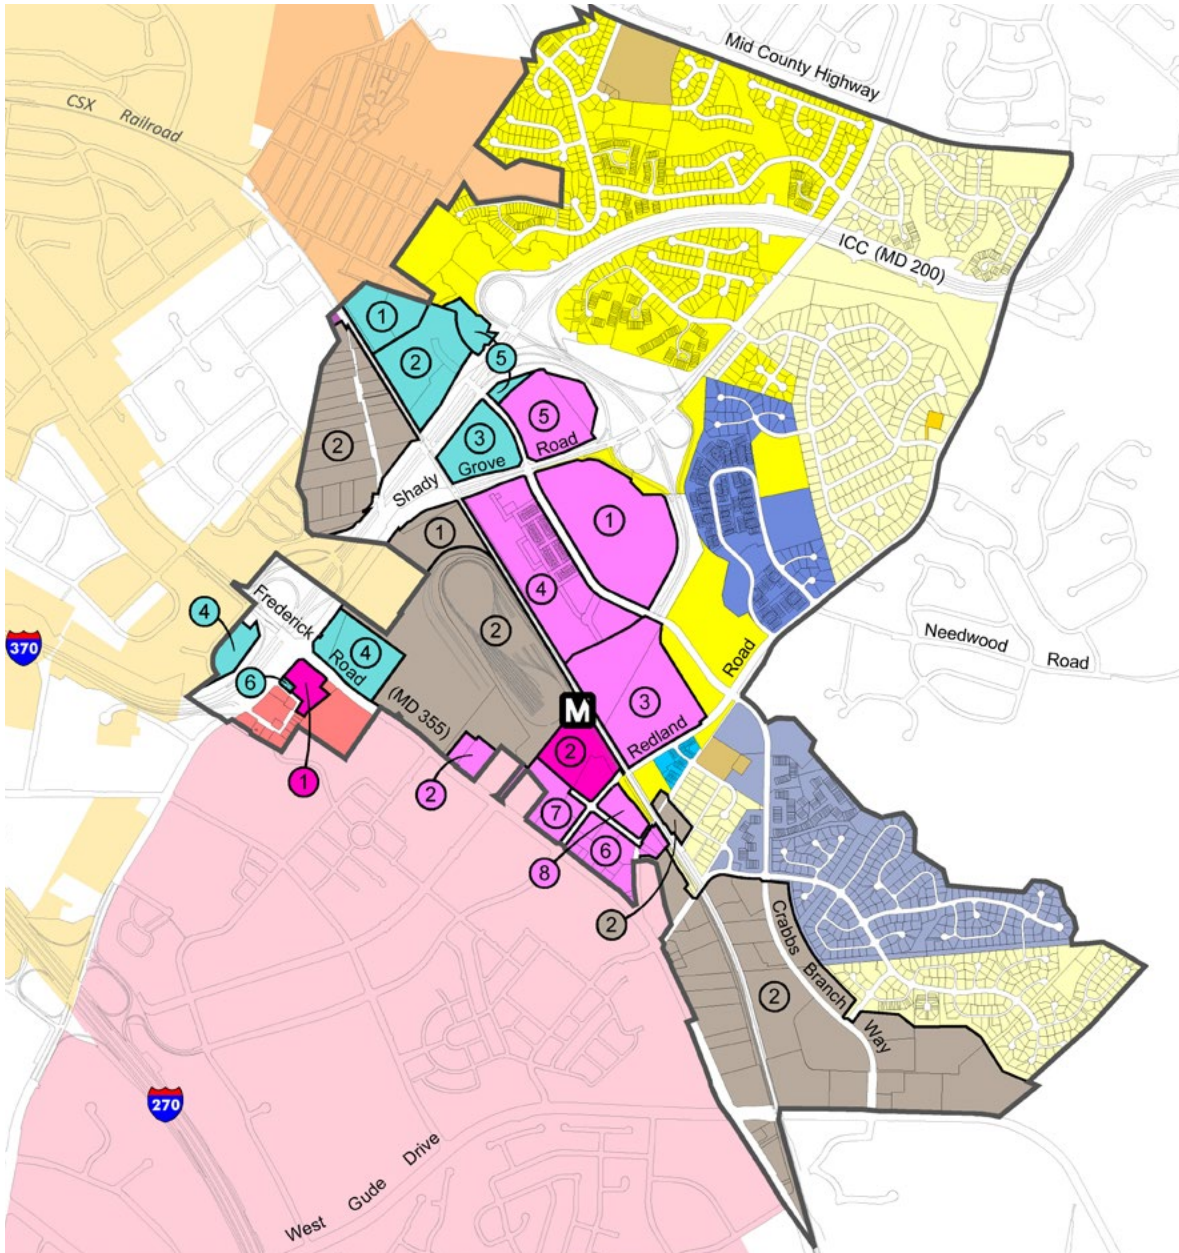 Mid County Highway
CSX Railroad
ICC (MD 200)
1
2
5
5
3
2
Shady Grove Road
1
1
4
2
370
4
Frederick Road (MD 355)
4
6
Needwood Road
3
M
Redland Road
2
1
2
7
8
6
2
Crabbs Branch Way
2
270
West Gude Drive